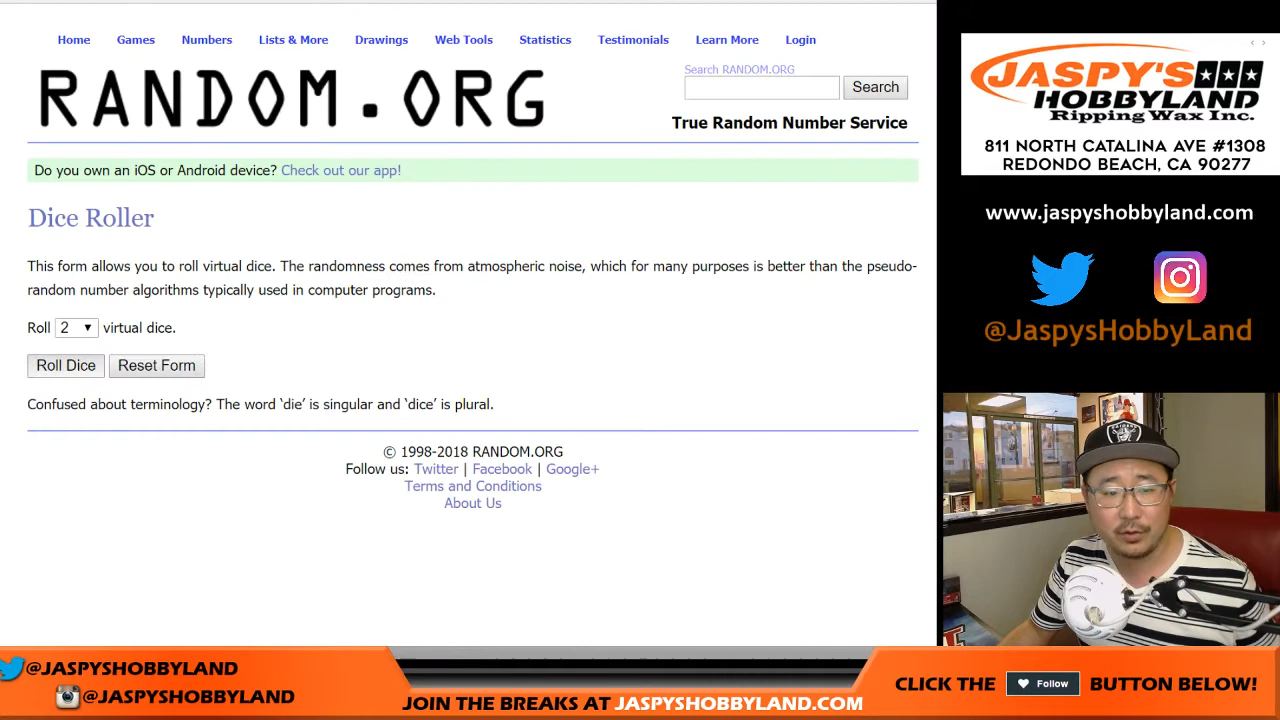 Home Games Numbers Lists & More Drawings Web Tools Statistics Testimonials Learn More Login
RANDOM.ORG
Search RANDOM.ORG
Search
True Random Number Service
Do you own an iOS or Android device? Check out our app!
Dice Roller
This form allows you to roll virtual dice. The randomness comes from atmospheric noise, which for many purposes is better than the pseudo-
random number algorithms typically used in computer programs.
Roll 2 virtual dice.
Roll Dice Reset Form
Confused about terminology? The word ‘die’ is singular and ‘dice’ is plural.
© 1998-2018 RANDOM.ORG
Follow us: Twitter | Facebook | Google+
Terms and Conditions
About Us
JASPY'S
HOBBYLAND
Ripping Wax Inc.
811 NORTH CATALINA AVE #1308
REDONDO BEACH, CA 90277
www.jaspyshobbyland.com
@JaspysHobbyLand
RAIDERS
@JASPYSHOBBYLAND
@JASPYSHOBBYLAND
JOIN THE BREAKS AT JASPYSHOBBYLAND.COM
CLICK THE Follow BUTTON BELOW!